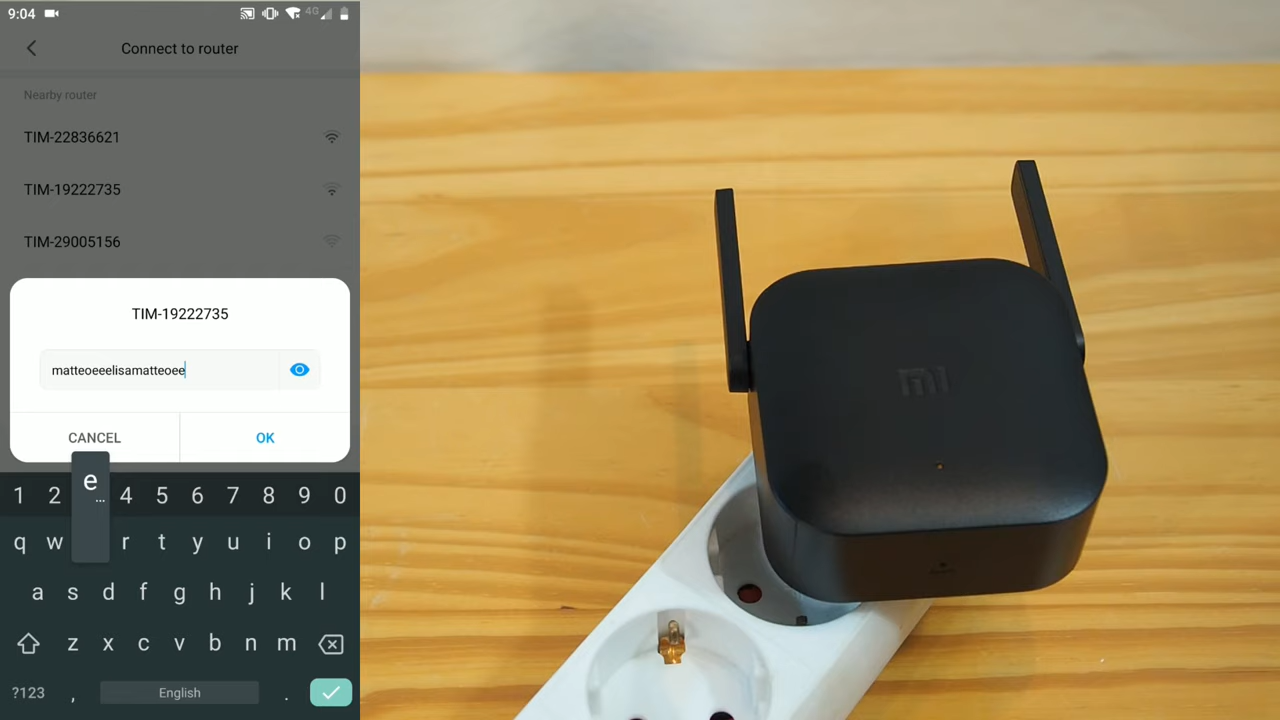 9:04 4G
Connect to router
Nearby router
TIM-22836621
TIM-19222735
TIM-29005156
TIM-19222735
matteoeeelisamatteoee
CANCEL OK
e
...
1 2 4 5 6 7 8 9 0
q w r t y u i o p
a s d f g h j k l
z x c v b n m
?123 , English .
mi